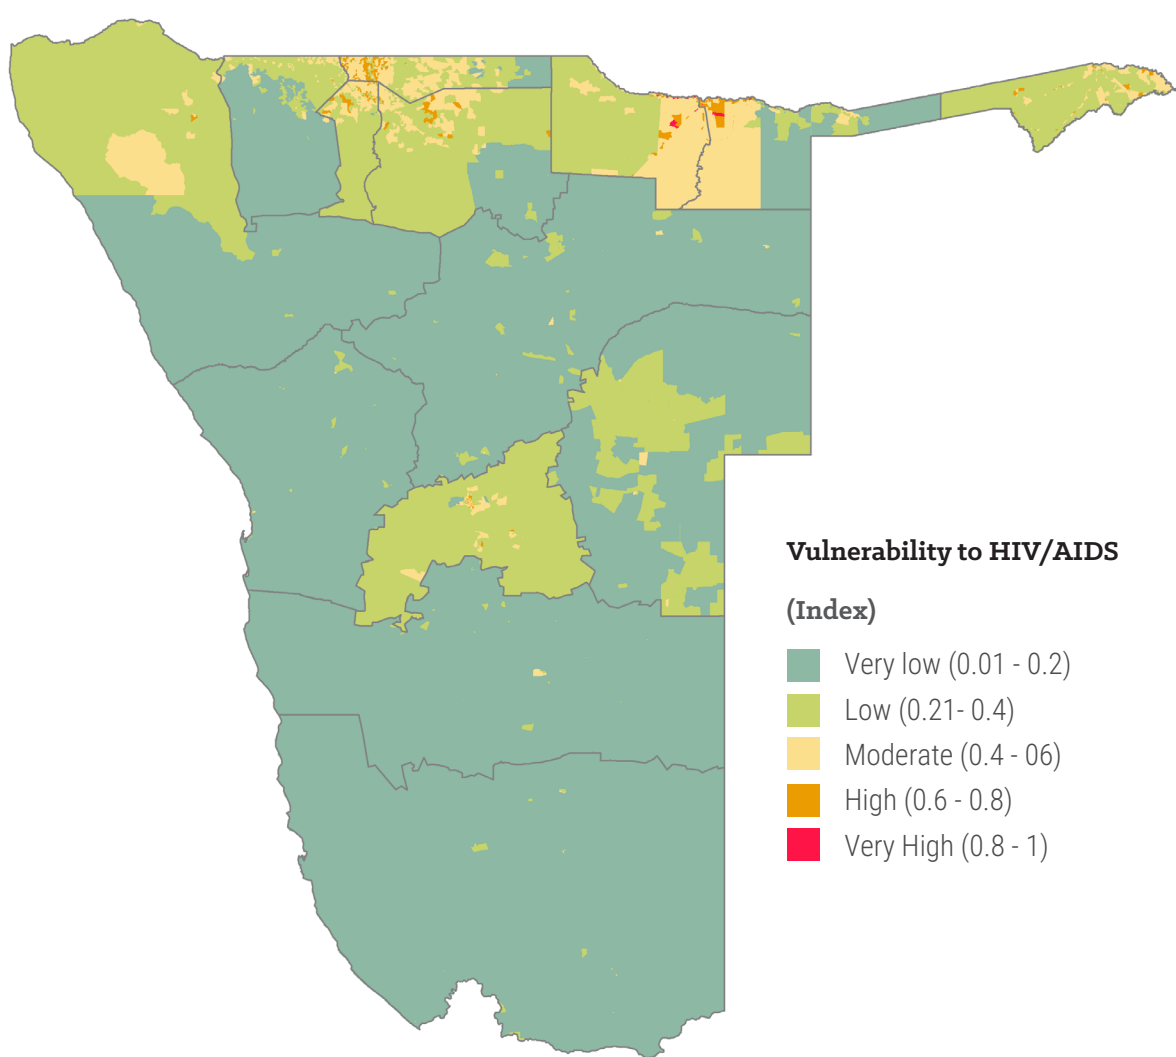 Vulnerability to HIV/AIDS
(Index)
Very low (0.01 - 0.2)
Low (0.21- 0.4)
Moderate (0.4 - 06)
High (0.6 - 0.8)
Very High (0.8 - 1)